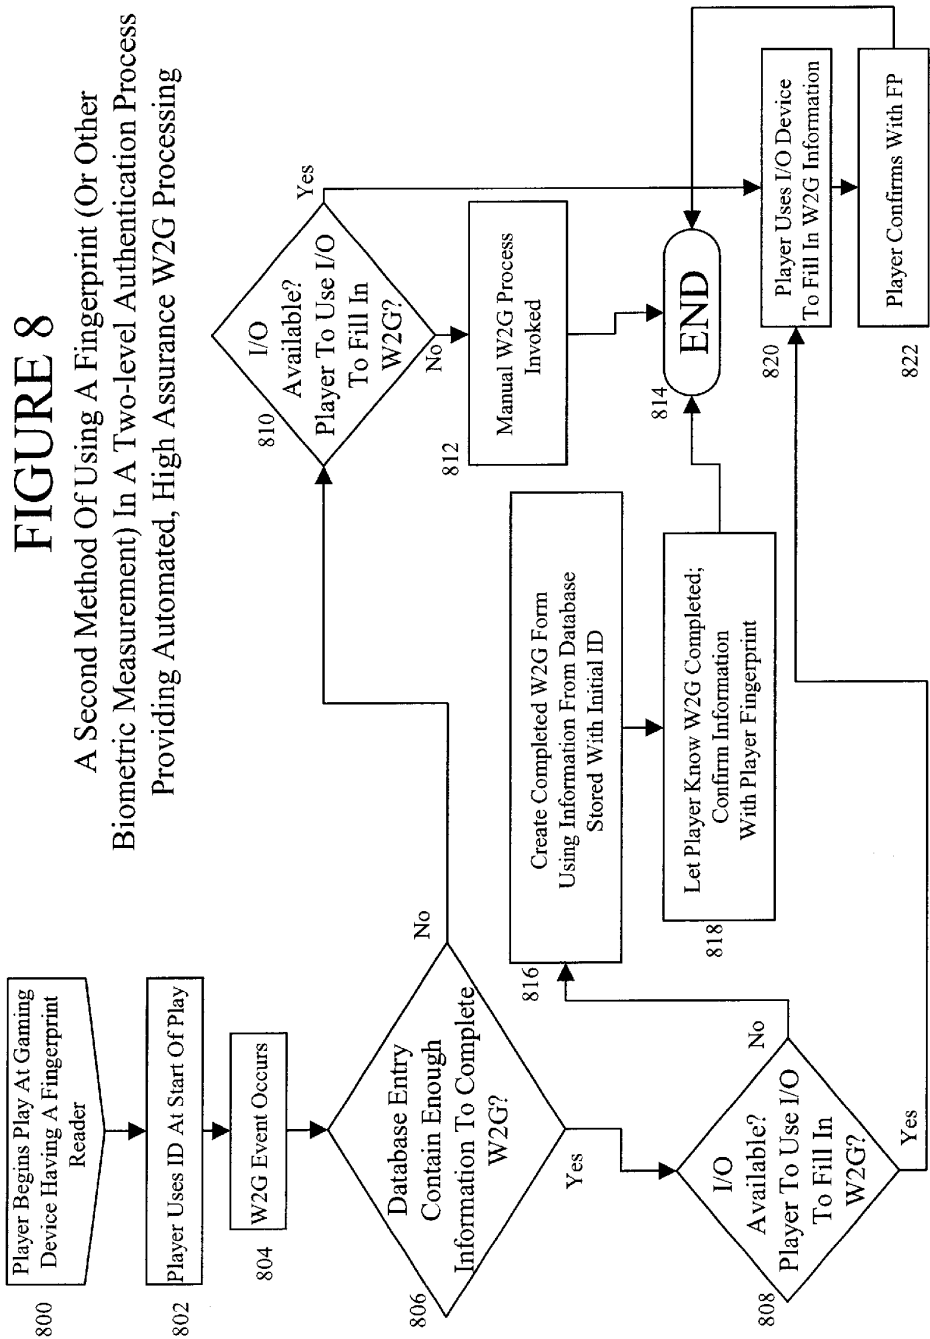 FIGURE 8
A Second Method Of Using A Fingerprint (Or Other
Biometric Measurement) In A Two-level Authentication Process
Providing Automated, High Assurance W2G Processing
800
Player Begins Play At Gaming
Device Having A Fingerprint
Reader
802
Player Uses ID At Start Of Play
804
W2G Event Occurs
806
Database Entry
Contain Enough
Information To Complete
W2G?
No
Yes
808
I/O
Available?
Player To Use I/O
To Fill In
W2G?
No
Yes
810
I/O
Available?
Player To Use I/O
To Fill In
W2G?
Yes
No
812
Manual W2G Process
Invoked
814
END
816
Create Completed W2G Form
Using Information From Database
Stored With Initial ID
818
Let Player Know W2G Completed;
Confirm Information
With Player Fingerprint
820
Player Uses I/O Device
To Fill In W2G Information
822
Player Confirms With FP